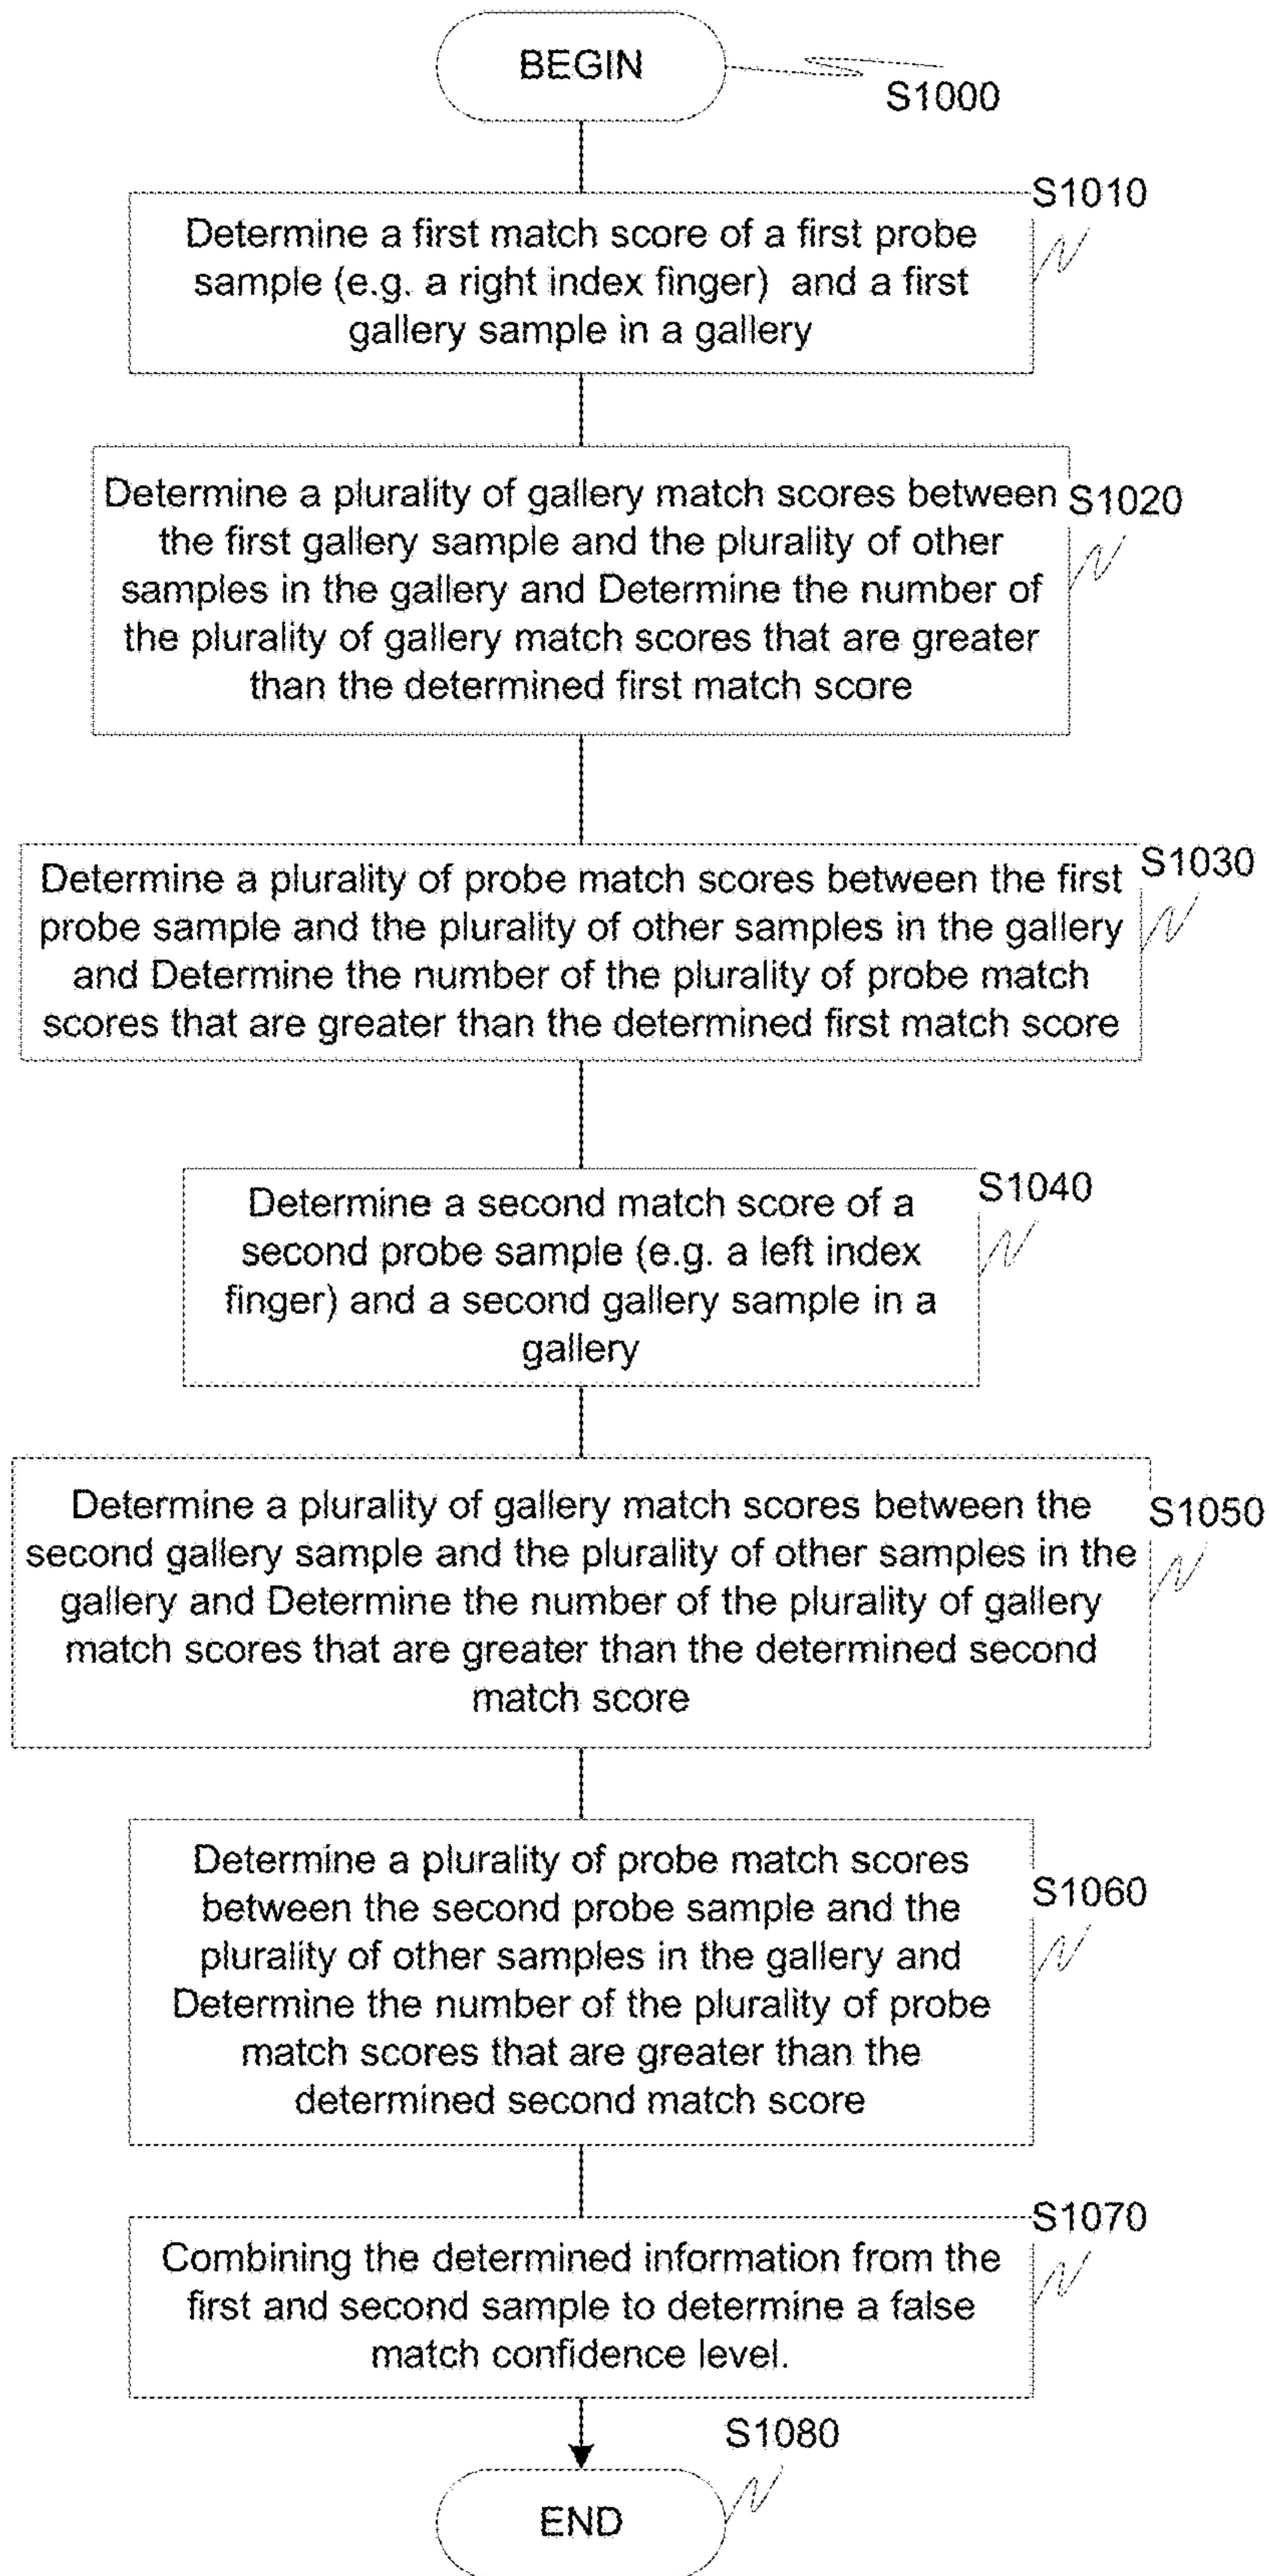 BEGIN
S1000
S1010
Determine a first match score of a first probe
sample (e.g. a right index finger) and a first
gallery sample in a gallery
Determine a plurality of gallery match scores between
S1020
the first gallery sample and the plurality of other
samples in the gallery and Determine the number of
the plurality of gallery match scores that are greater
than the determined first match score
S1030
Determine a plurality of probe match scores between the first
probe sample and the plurality of other samples in the gallery
and Determine the number of the plurality of probe match
scores that are greater than the determined first match score
S1040
Determine a second match score of a
second probe sample (e.g. a left index
finger) and a second gallery sample in a
gallery
Determine a plurality of gallery match scores between the
S1050
second gallery sample and the plurality of other samples in the
gallery and Determine the number of the plurality of gallery
match scores that are greater than the determined second
match score
Determine a plurality of probe match scores
S1060
between the second probe sample and the
plurality of other samples in the gallery and
Determine the number of the plurality of probe
match scores that are greater than the
determined second match score
S1070
Combining the determined information from the
first and second sample to determine a false
match confidence level.
S1080
END